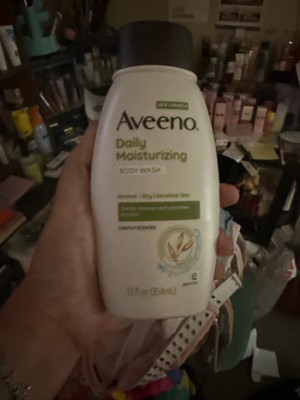 NEW FORMULA
Aveeno.
Daily
Moisturizing
BODY WASH
Normal - Dry | Sensitive Skin
LIGHTLY SCENTED
12 fl oz (354mL)